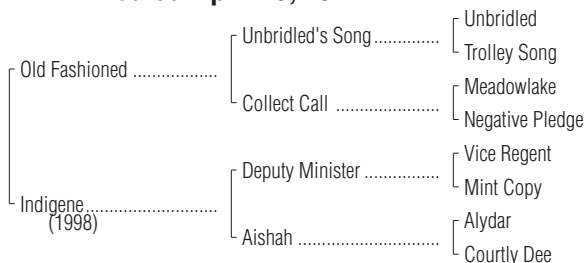 Unbridled
Unbridled's Song
Trolley Song
Old Fashioned
Meadowlake
Collect Call
Negative Pledge
Vice Regent
Deputy Minister
Mint Copy
Indigene
(1998)
Alydar
Aishah
Courtly Dee